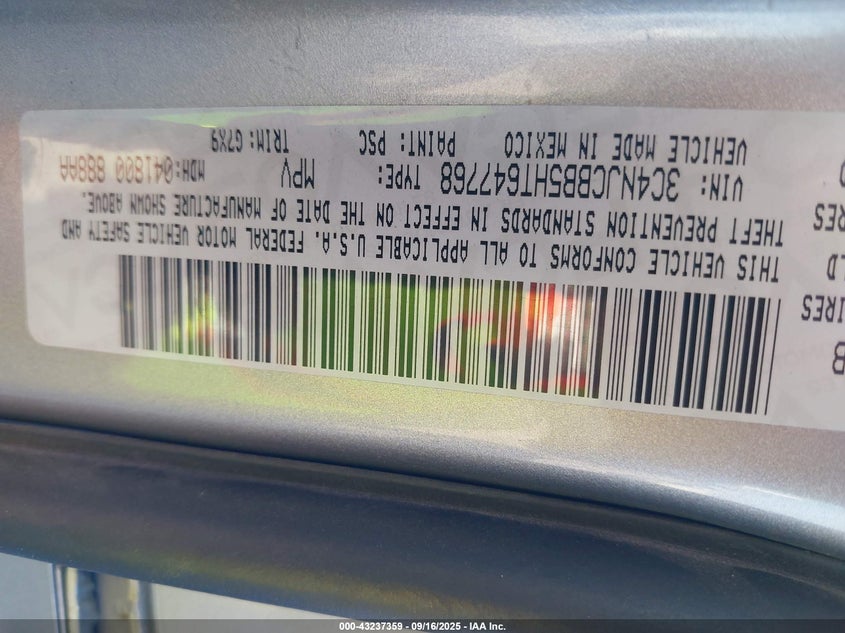 THIS VEHICLE CONFORMS TO ALL APPLICABLE U.S.A. FEDERAL MOTOR VEHICLE SAFETY AND
THEFT PREVENTION STANDARDS IN EFFECT ON THE DATE OF MANUFACTURE SHOWN ABOVE.
VIN: 3C4NJCBB5HT647768 TYPE: MPV MDH:041800 888AA
VEHICLE MADE IN MEXICO PAINT: PSC TRIM: G7X9
000-43237359 - 09/16/2025 - IAA Inc.